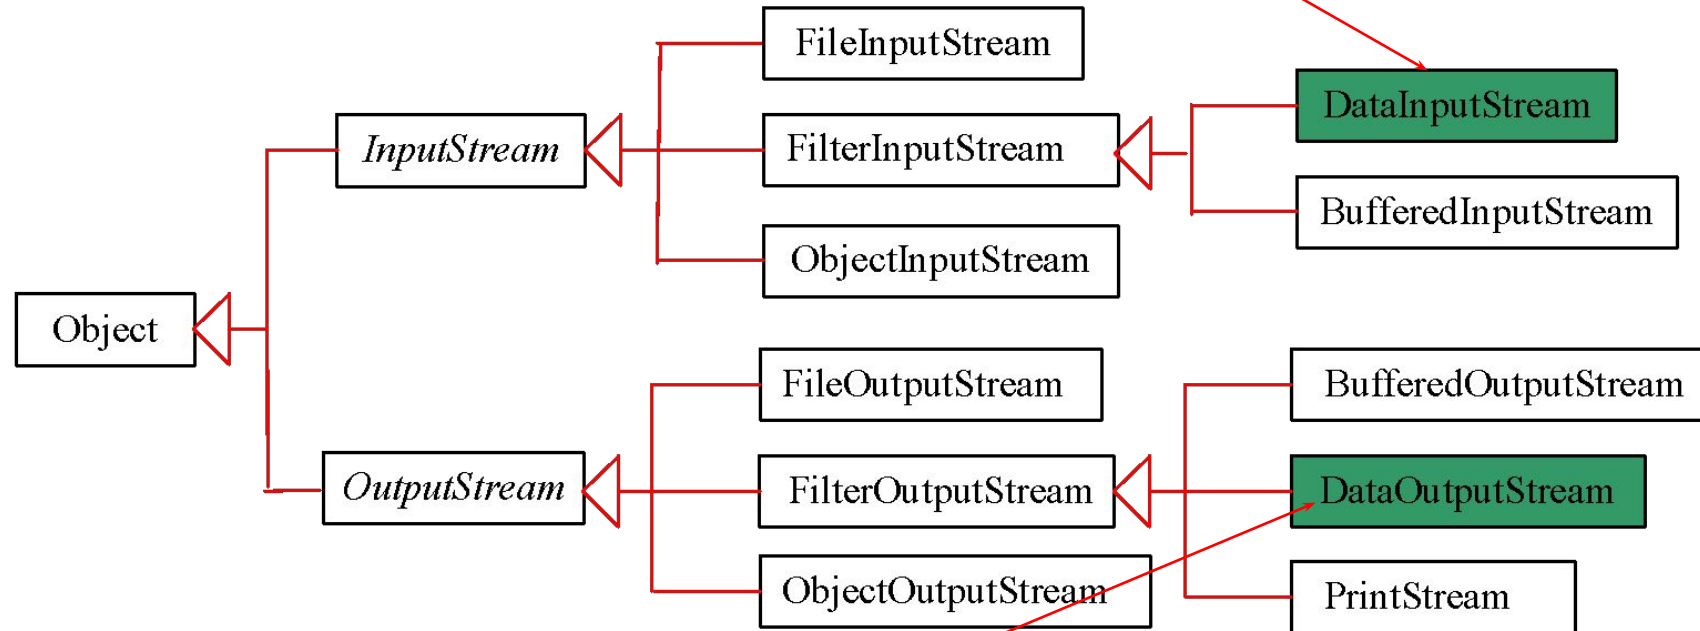 FileInputStream
DataInputStream
InputStream
FilterInputStream
BufferedInputStream
ObjectInputStream
Object
FileOutputStream
BufferedOutputStream
OutputStream
FilterOutputStream
DataOutputStream
ObjectOutputStream
PrintStream